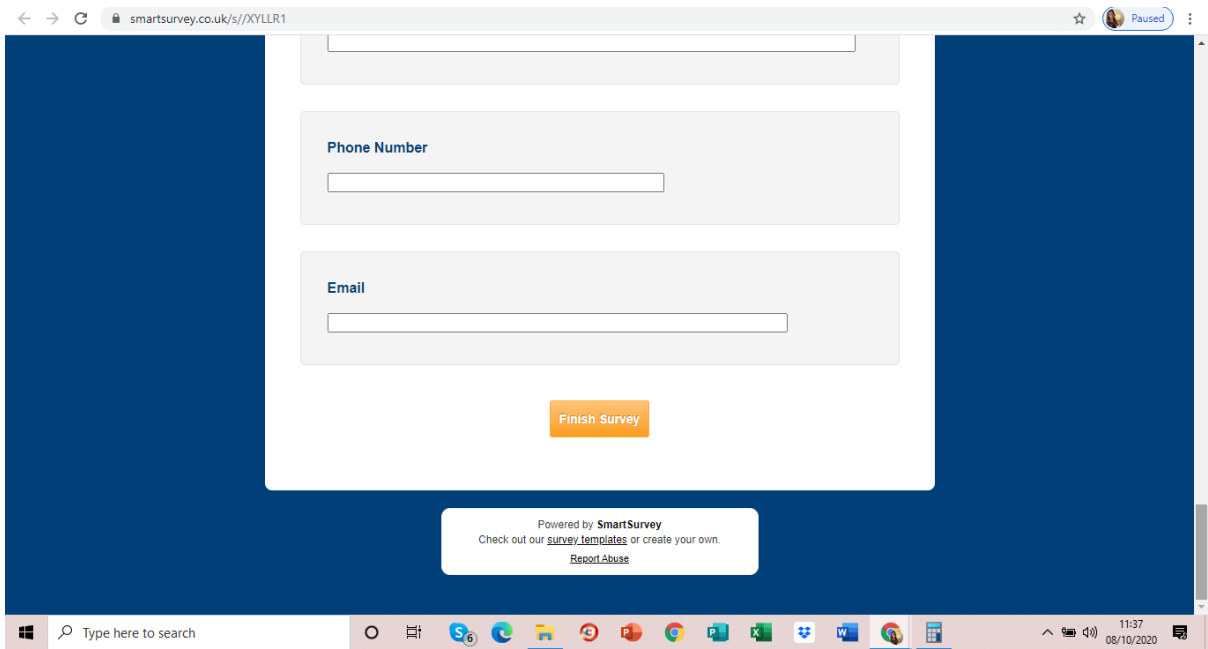 smartsurvey.co.uk/s//XYLLR1
Paused
Phone Number
Email
Finish Survey
Powered by SmartSurvey
Check out our survey templates or create your own.
Report Abuse
Type here to search
6
11:37
08/10/2020